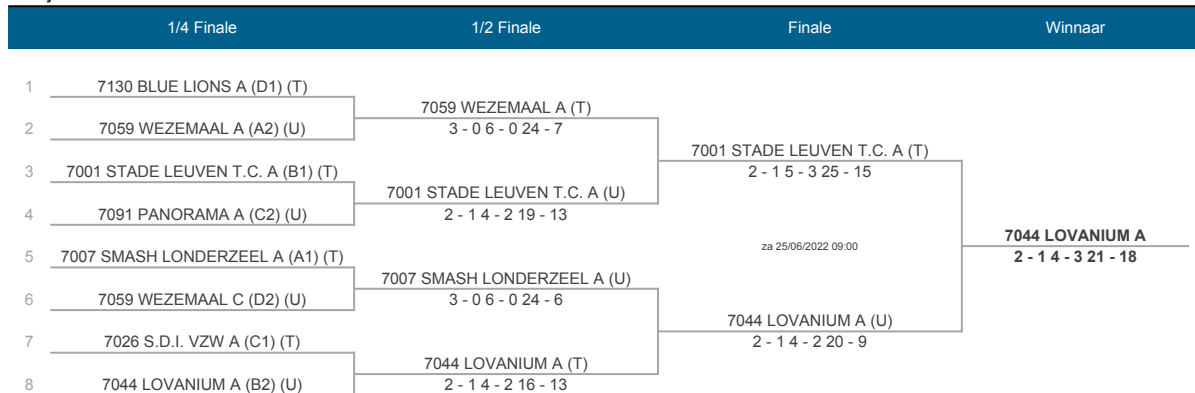 1/4 Finale 1/2 Finale Finale Winnaar
1 7130 BLUE LIONS A (D1) (T)
7059 WEZEMAAL A (T)
2 7059 WEZEMAAL A (A2) (U) 3 - 0 6 - 0 24 - 7
7001 STADE LEUVEN T.C. A (T)
3 7001 STADE LEUVEN T.C. A (B1) (T) 2 - 1 5 - 3 25 - 15
7001 STADE LEUVEN T.C. A (U)
4 7091 PANORAMA A (C2) (U) 2 - 1 4 - 2 19 - 13
7044 LOVANIUM A
za 25/06/2022 09:00
5 7007 SMASH LONDERZEEL A (A1) (T) 2 - 1 4 - 3 21 - 18
7007 SMASH LONDERZEEL A (U)
6 7059 WEZEMAAL C (D2) (U) 3 - 0 6 - 0 24 - 6
7044 LOVANIUM A (U)
7 7026 S.D.I. VZW A (C1) (T) 2 - 1 4 - 2 20 - 9
7044 LOVANIUM A (T)
8 7044 LOVANIUM A (B2) (U) 2 - 1 4 - 2 16 - 13